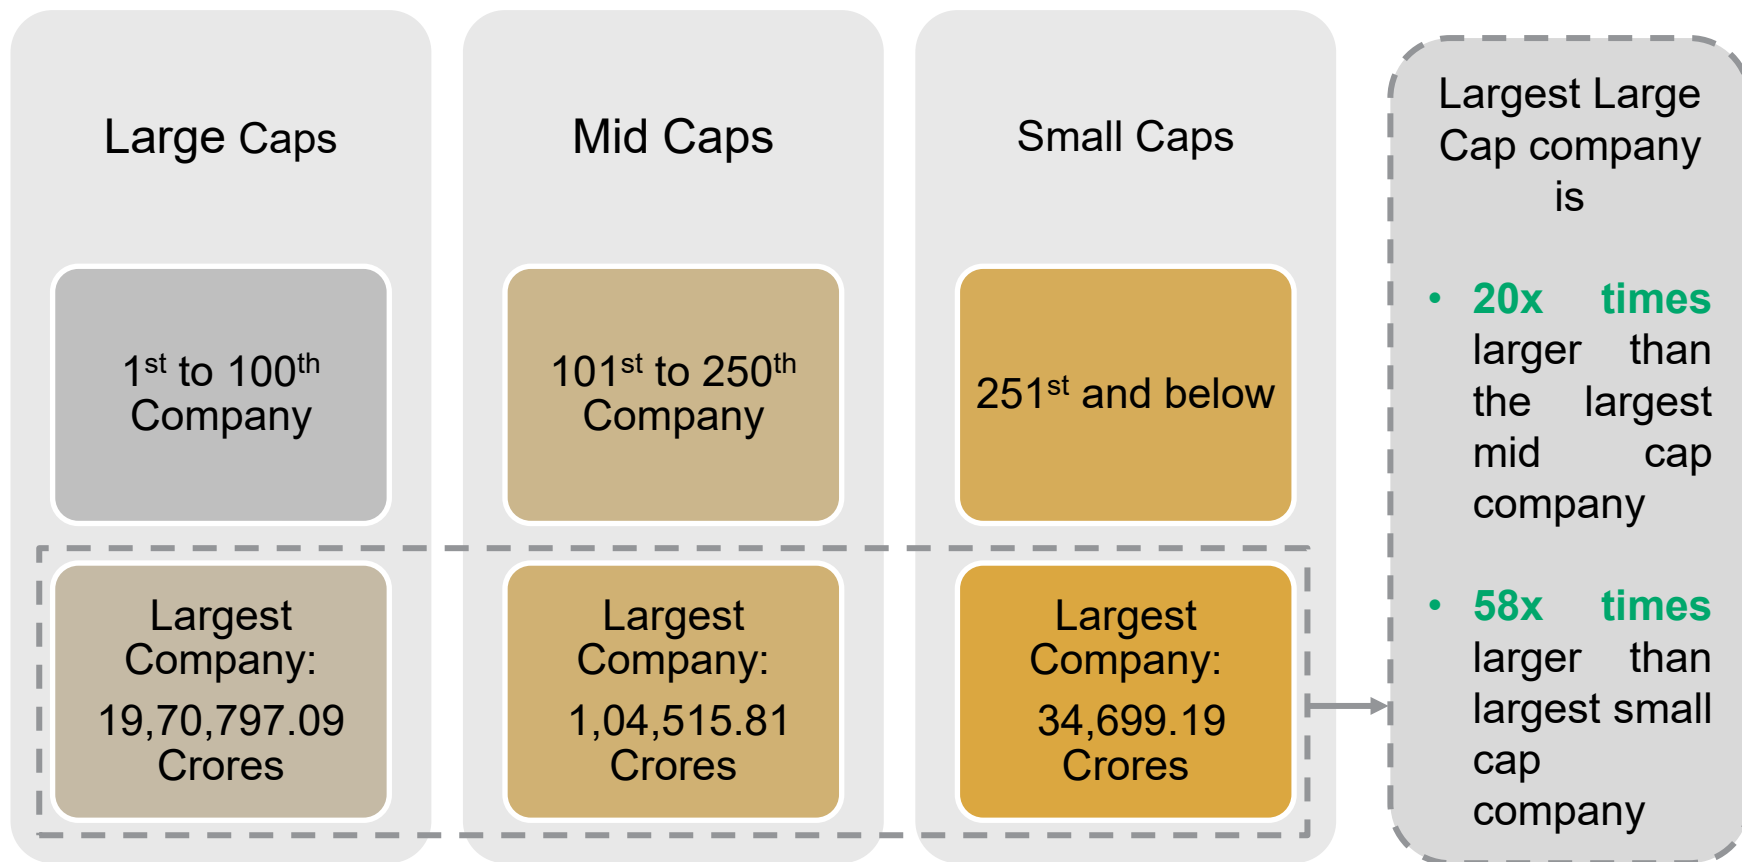 Large Caps
1st to 100th
Company
Largest
Company:
19,70,797.09
Crores
Mid Caps
101st to 250th
Company
Largest
Company:
1,04,515.81
Crores
Small Caps
251st and below
Largest
Company:
34,699.19
Crores
Largest Large
Cap company
is
• 20x times
larger than
the largest
mid cap
company
• 58x times
larger than
largest small
cap
company